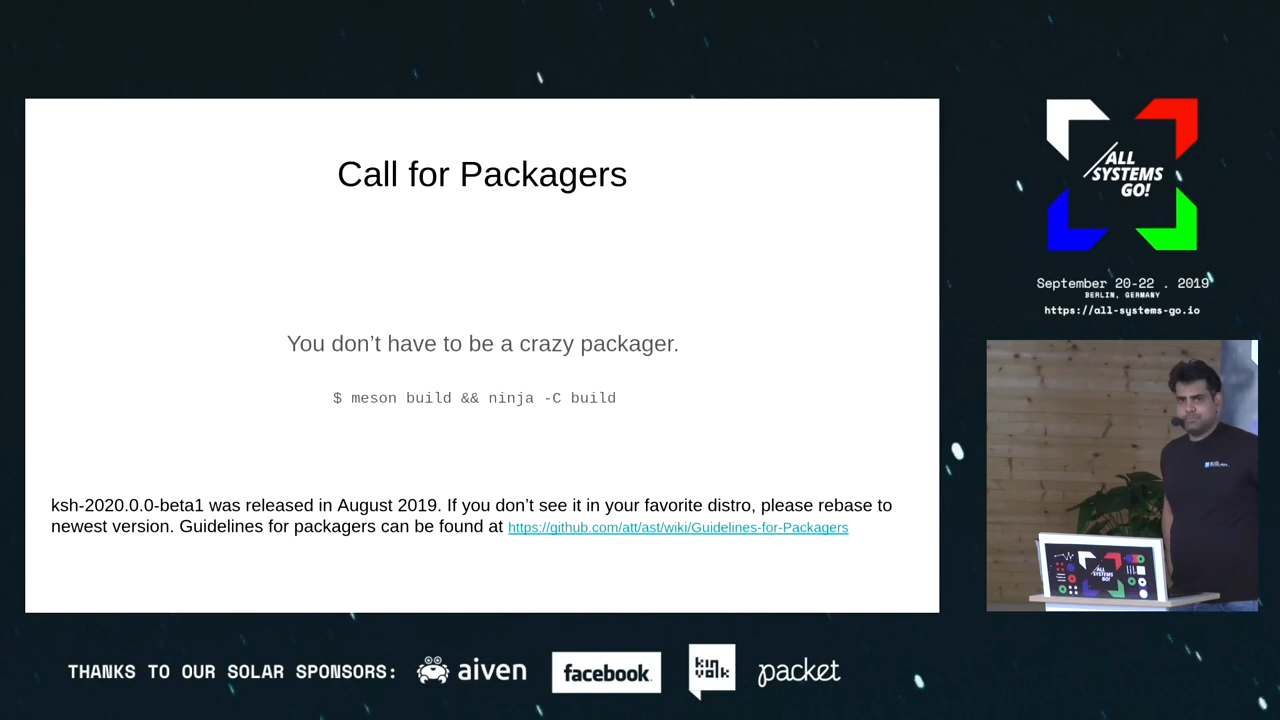 Call for Packagers
You don't have to be a crazy packager.
$ meson build && ninja -C build
ksh-2020.0.0-beta1 was released in August 2019. If you don't see it in your favorite distro, please rebase to
newest version. Guidelines for packagers can be found at https://github.com/att/ast/wiki/Guidelines-for-Packagers
ALL
SYSTEMS
GO!
September 20-22 . 2019
BERLIN, GERMANY
https://all-systems-go.io
ALL
SYSTEMS
GO!
THANKS TO OUR SOLAR SPONSORS:
aiven
facebook.
kin
volk
packet